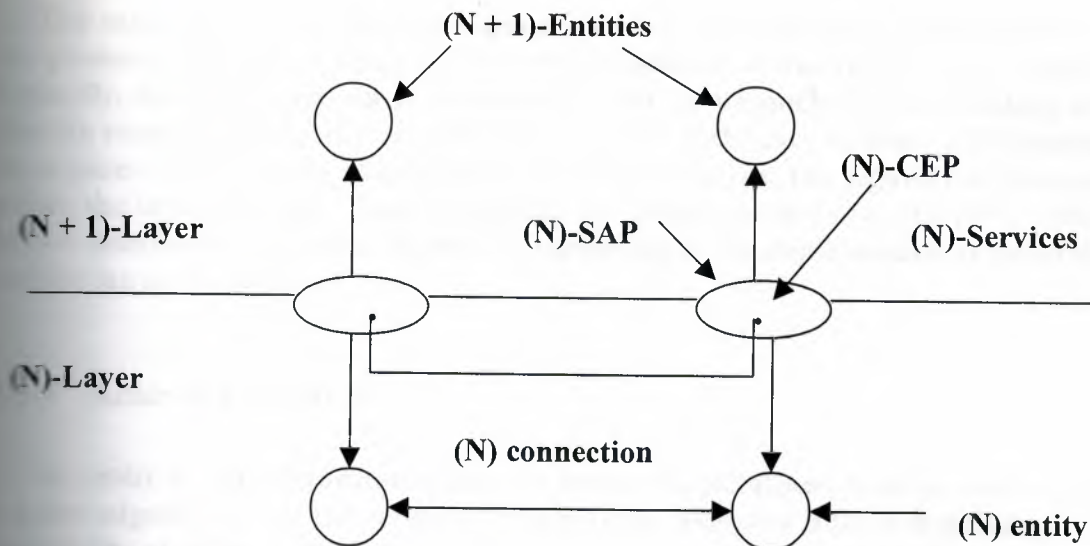 (N + 1)-Entities
(N)-CEP
(N + 1)-Layer
(N)-SAP
(N)-Services
(N)-Layer
(N) connection
(N) entity